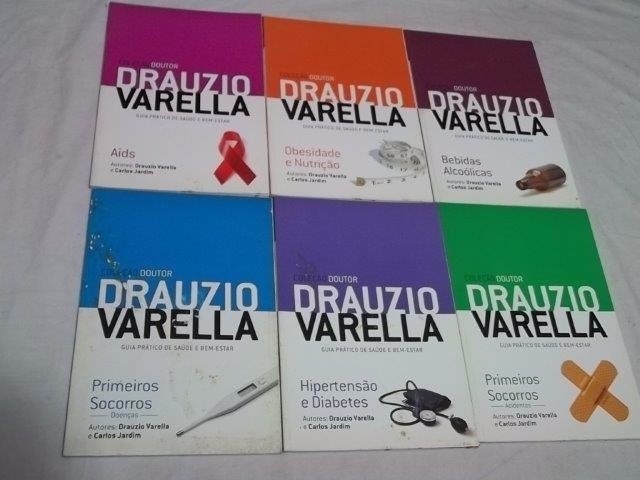 COLEÇÃO DOUTOR
DRAUZIO
VARELLA
GUIA PRÁTICO DE SAÚDE E BEM-ESTAR
Aids
Autores: Drauzio Varella
e Carlos Jardim
COLEÇÃO DOUTOR
DRAUZIO
VARELLA
GUIA PRÁTICO DE SAÚDE E BEM-ESTAR
Obesidade
e Nutrição
Autores: Drauzio Varella
e Carlos Jardim
DOUTOR
DRAUZIO
VARELLA
GUIA PRÁTICO DE SAÚDE E BEM-ESTAR
Bebidas
Alcoólicas
Autores: Drauzio Varella
e Carlos Jardim
COLEÇÃO DOUTOR
DRAUZIO
VARELLA
GUIA PRÁTICO DE SAÚDE E BEM-ESTAR
Primeiros
Socorros
Doenças
Autores: Drauzio Varella
e Carlos Jardim
COLEÇÃO DOUTOR
DRAUZIO
VARELLA
GUIA PRÁTICO DE SAÚDE E BEM-ESTAR
Hipertensão
e Diabetes
Autores: Drauzio Varella
e Carlos Jardim
COLEÇÃO DOUTOR
DRAUZIO
VARELLA
GUIA PRÁTICO DE SAÚDE E BEM-ESTAR
Primeiros
Socorros
Acidentes
Autores: Drauzio Varella
e Carlos Jardim